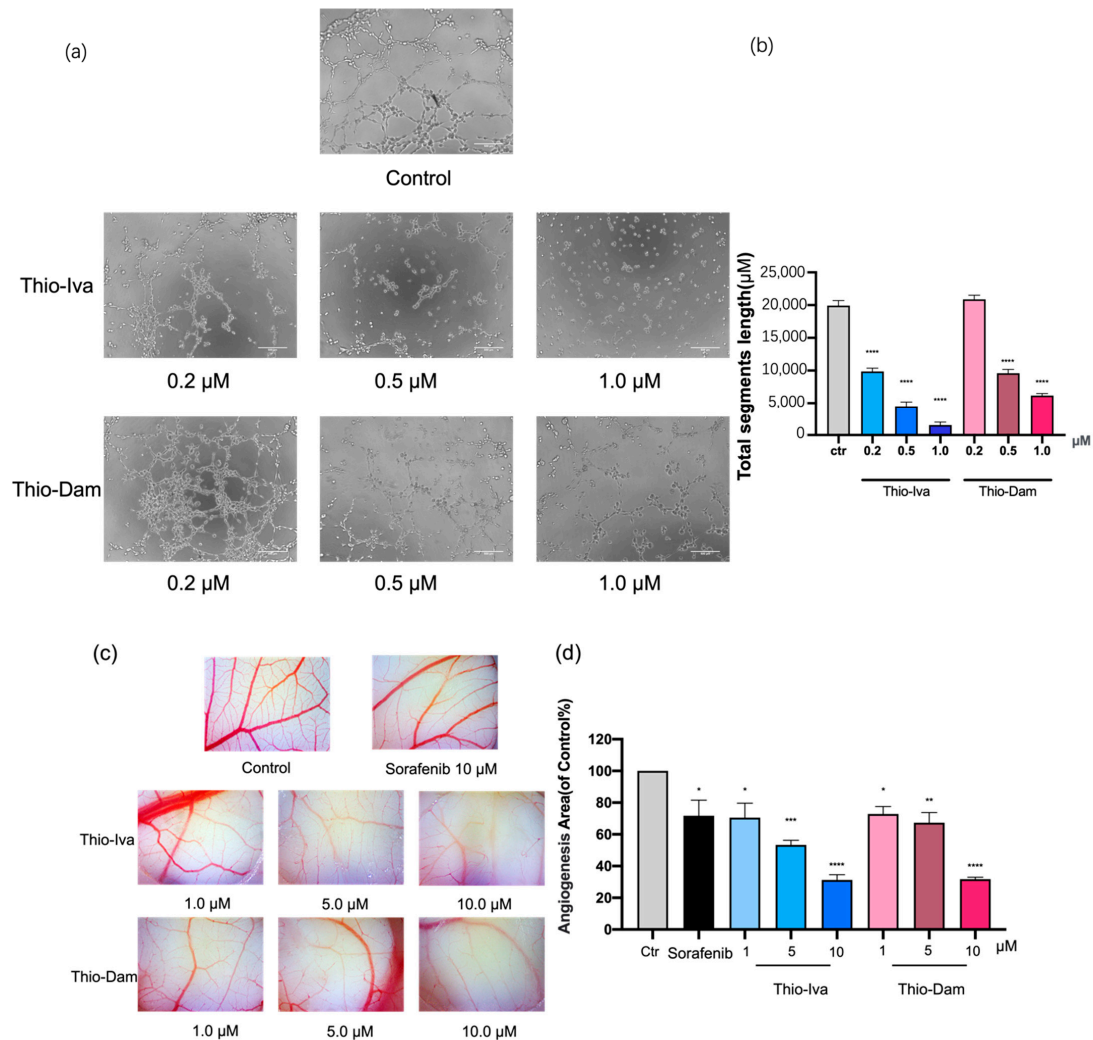 (a)
Control
Thio-Iva
0.2 μM
0.5 μM
1.0 μM
Thio-Dam
0.2 μM
0.5 μM
1.0 μM
(b)
Total segments length(μM)
25,000
20,000
15,000
10,000
5,000
0
****
****
****
****
****
ctr
0.2
0.5
1.0
0.2
0.5
1.0
μM
Thio-Iva
Thio-Dam
(c)
Control
Sorafenib 10 μM
Thio-Iva
1.0 μM
5.0 μM
10.0 μM
Thio-Dam
1.0 μM
5.0 μM
10.0 μM
(d)
Angiogenesis Area(of Control%)
120
100
80
60
40
20
0
*
*
***
****
*
**
****
Ctr
Sorafenib
1
5
10
1
5
10
μM
Thio-Iva
Thio-Dam